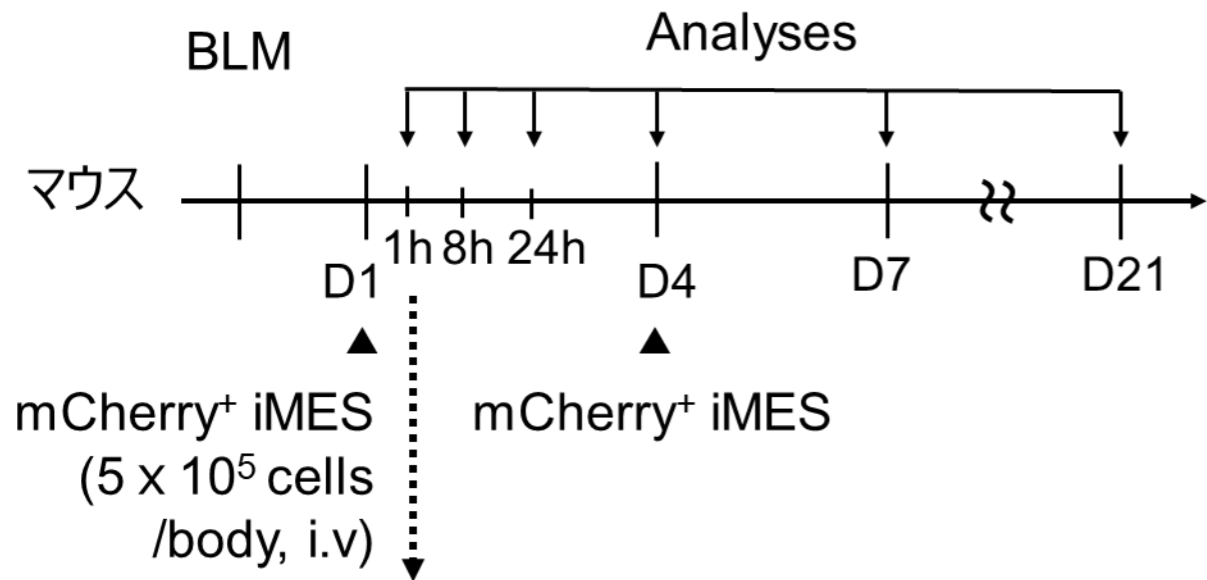 BLM
Analyses
マウス
1h 8h 24h
D1
D4
D7
D21
▲
▲
mCherry⁺ iMES
(5 x 10⁵ cells
/body, i.v)
mCherry⁺ iMES